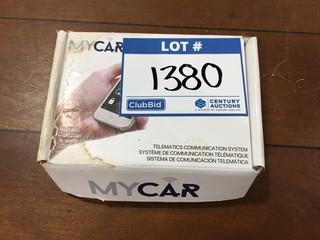 MYCAR
LOT #
1380
ClubBid
CENTURY
AUCTIONS
TELEMATICS COMMUNICATION SYSTEM
SYSTÈME DE COMMUNICATION TÉLÉMATIQUE
SISTEMA DE COMUNICACIÓN TELEMÁTICA
MYCAR